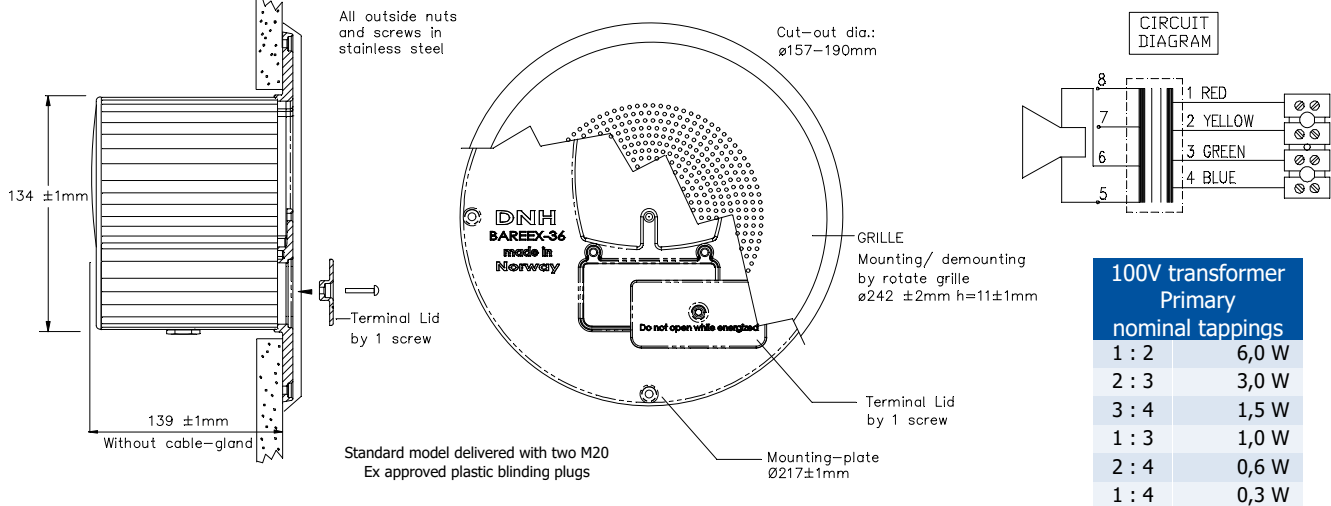 All outside nuts
and screws in
stainless steel
134 ±1mm
Terminal Lid
by 1 screw
139 ±1mm
Without cable-gland
Cut-out dia.:
ø157-190mm
DNH
BAREEX-36
made in
Norway
Do not open while energized
GRILLE
Mounting/ demounting
by rotate grille
ø242 ±2mm h=11±1mm
Terminal Lid
by 1 screw
Mounting-plate
Ø217±1mm
Standard model delivered with two M20
Ex approved plastic blinding plugs
CIRCUIT
DIAGRAM
8
7
6
5
1 RED
2 YELLOW
3 GREEN
4 BLUE
100V transformer
Primary
nominal tappings
1 : 2 6,0 W
2 : 3 3,0 W
3 : 4 1,5 W
1 : 3 1,0 W
2 : 4 0,6 W
1 : 4 0,3 W